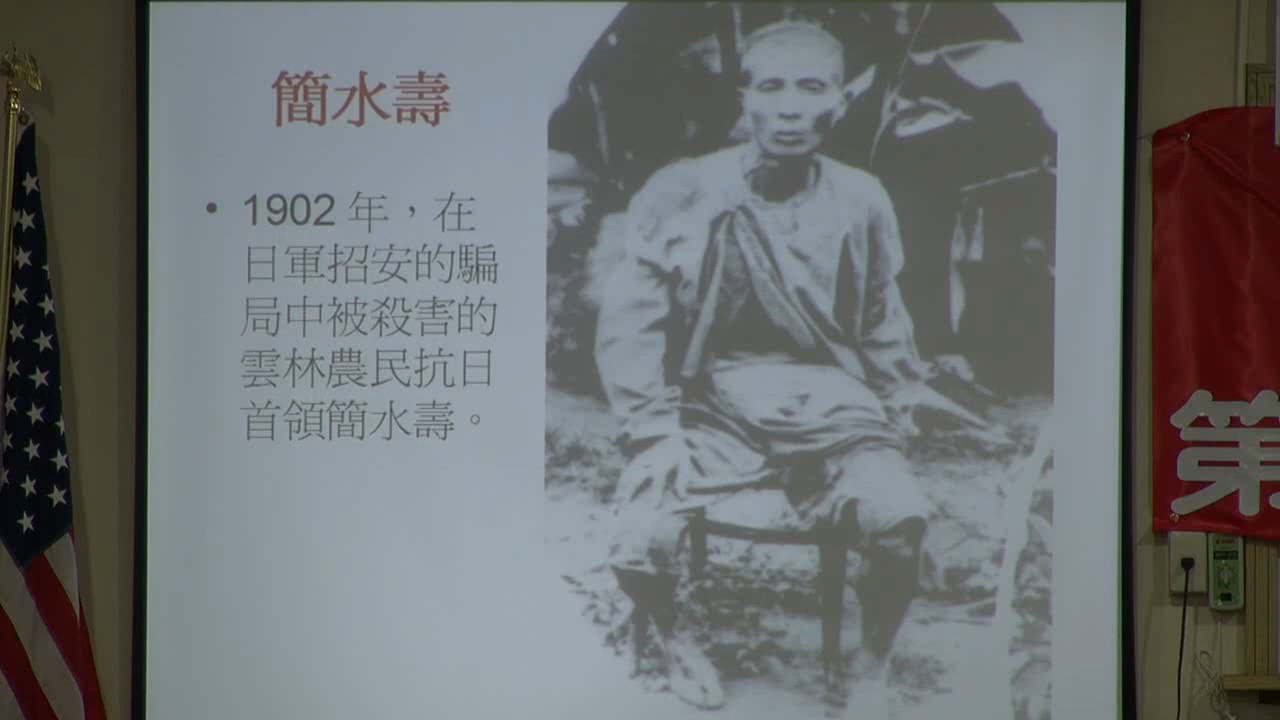 簡水壽
• 1902 年，在
日軍招安的騙
局中被殺害的
雲林農民抗日
首領簡水壽。
第